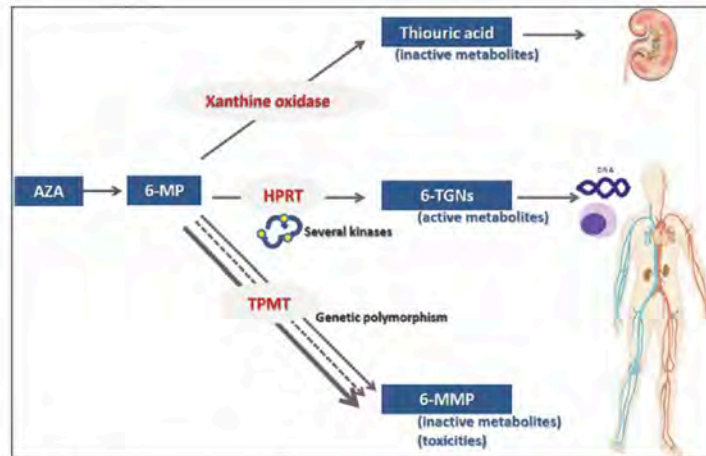 Thiouric acid
(inactive metabolites)
Xanthine oxidase
AZA
6-MP
HPRT
6-TGNs
DNA
Several kinases
(active metabolites)
TPMT
Genetic polymorphism
6-MMP
(inactive metabolites)
(toxicities)